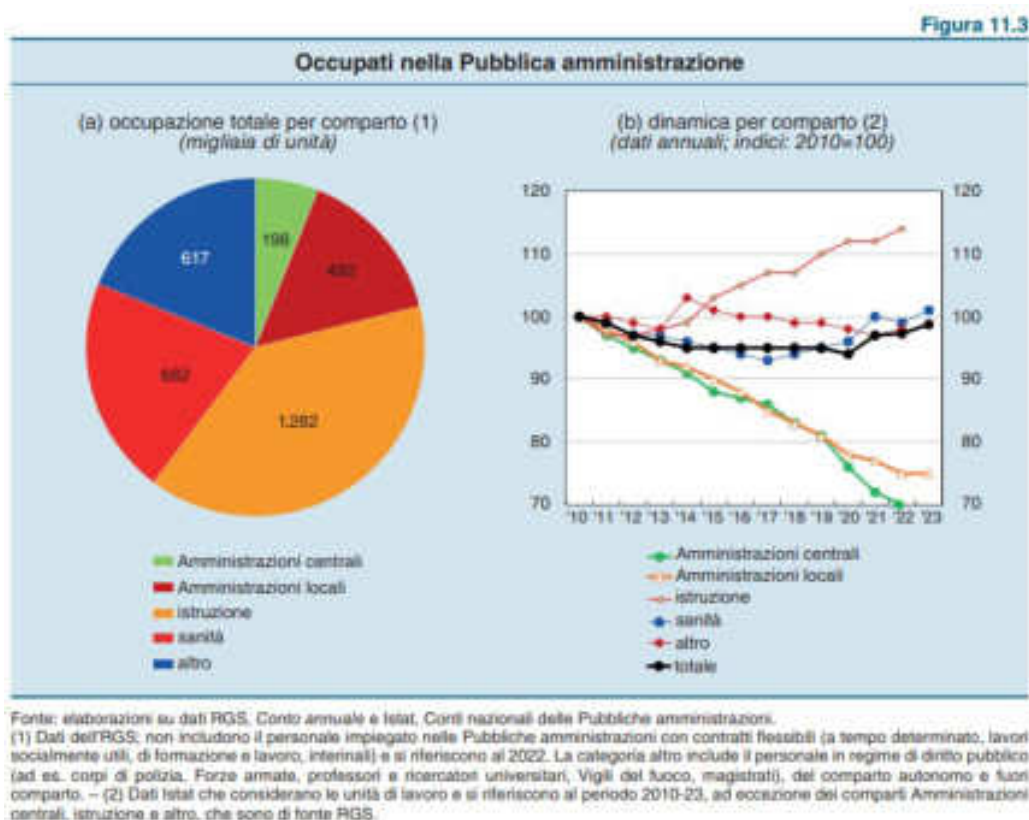 Figura 11.3
Occupati nella Pubblica amministrazione
(a) occupazione totale per comparto (1)
(migliaia di unità)
198
617
682
1.282
Amministrazioni centrali
Amministrazioni locali
istruzione
sanità
altro
(b) dinamica per comparto (2)
(dati annuali; indici: 2010=100)
120 120
110 110
100 100
90 90
80 80
70 70
'10 '11 '12 '13 '14 '15 '16 '17 '18 '19 '20 '21 '22 '23
Amministrazioni centrali
Amministrazioni locali
istruzione
sanità
altro
totale
Fonte: elaborazioni su dati RGS, Conto annuale e Istat, Conti nazionali delle Pubbliche amministrazioni.
(1) Dati dell'RGS; non includono il personale impiegato nelle Pubbliche amministrazioni con contratti flessibili (a tempo determinato, lavori
socialmente utili, di formazione e lavoro, interinali) e si riferiscono al 2022. La categoria altro include il personale in regime di diritto pubblico
(ad es. corpi di polizia, Forze armate, professori e ricercatori universitari, Vigili del fuoco, magistrati), del comparto autonomo e fuori
comparto. – (2) Dati Istat che considerano le unità di lavoro e si riferiscono al periodo 2010-23, ad eccezione dei comparti Amministrazioni
centrali, istruzione e altro, che sono di fonte RGS.